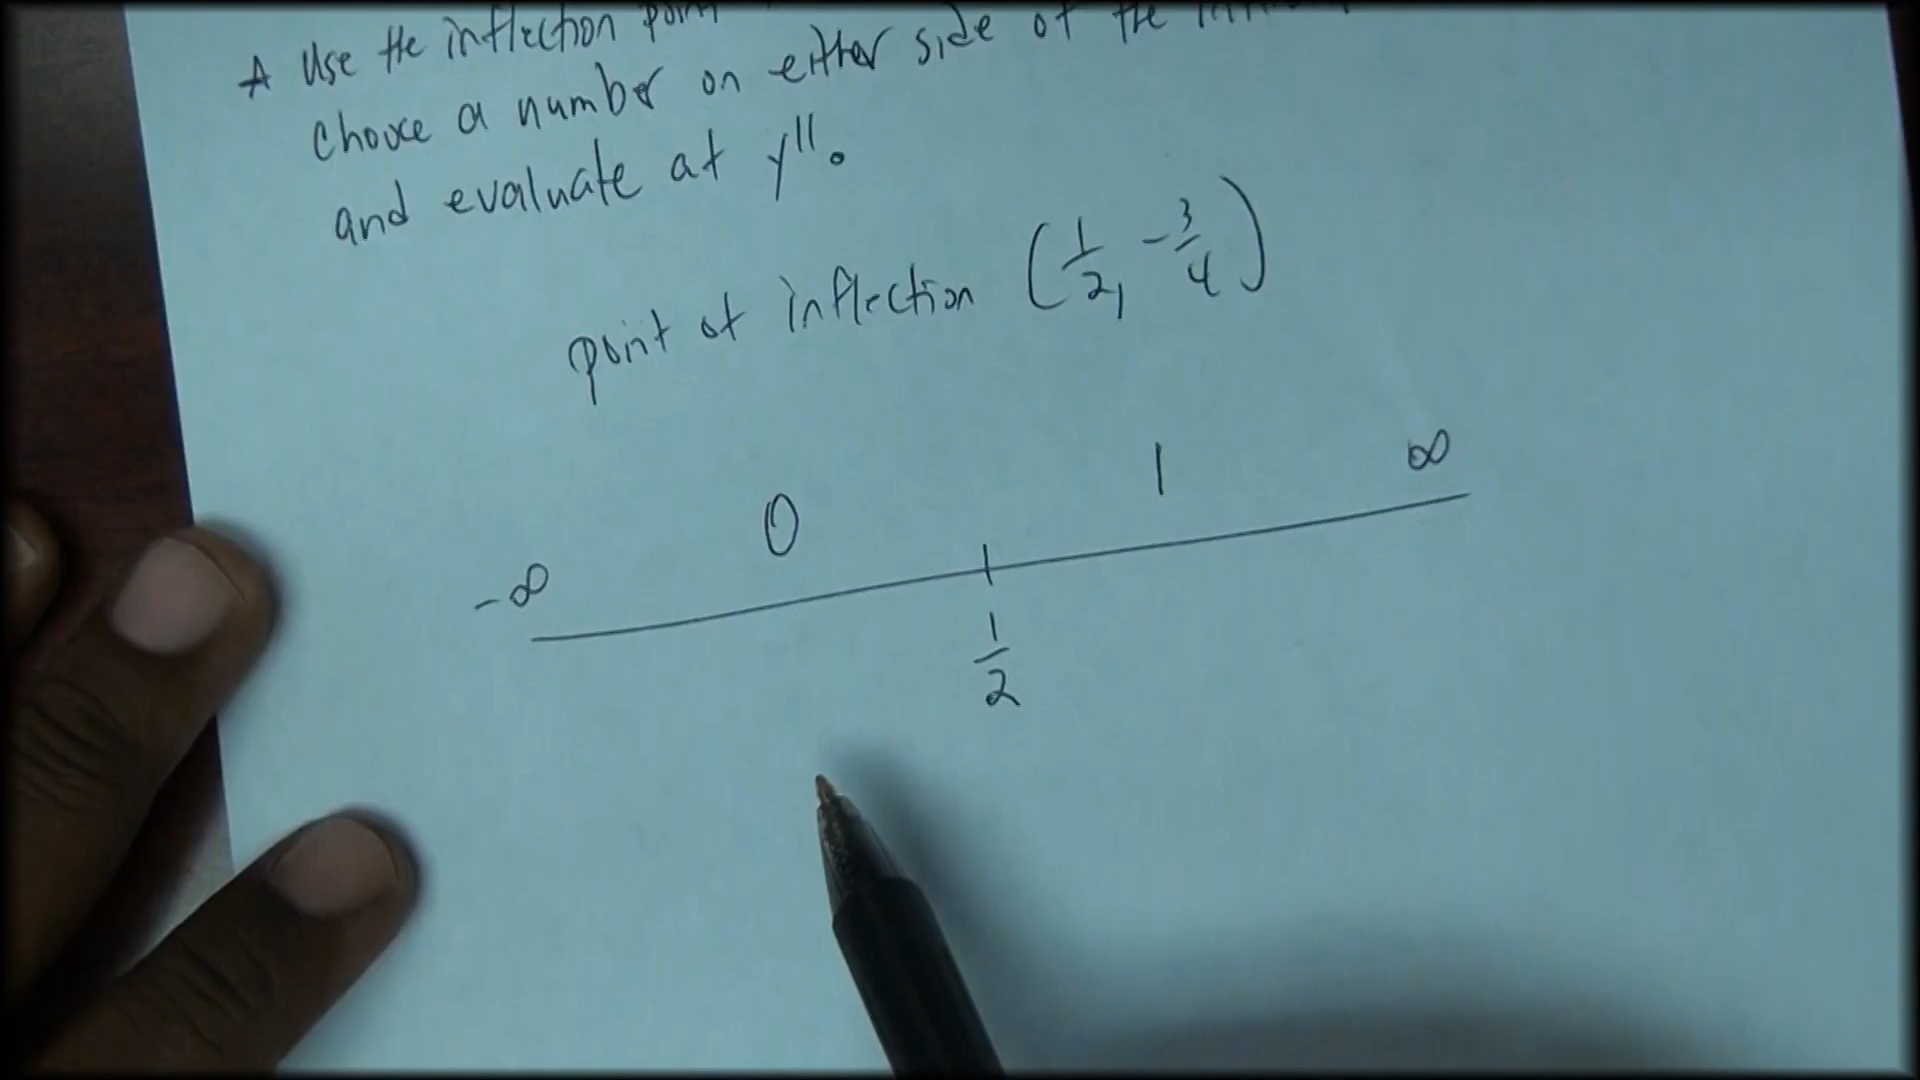 Use the inflection point
choose a number on either side of the
and evaluate at y''.
point of inflection (1/2, -3/4)
-∞ 0 1 ∞
1/2